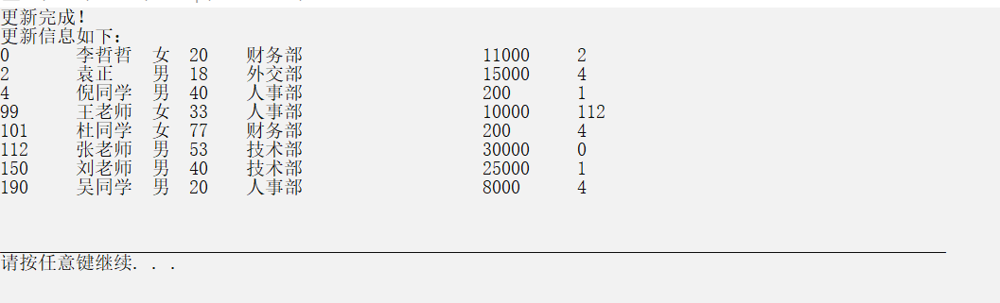 更新完成！
更新信息如下：
0 李哲哲 女 20 财务部 11000 2
2 袁正 男 18 外交部 15000 4
4 倪同学 男 40 人事部 200 1
99 王老师 女 33 人事部 10000 112
101 杜同学 女 77 财务部 200 4
112 张老师 男 53 技术部 30000 0
150 刘老师 男 40 技术部 25000 1
190 吴同学 男 20 人事部 8000 4
请按任意键继续. . .